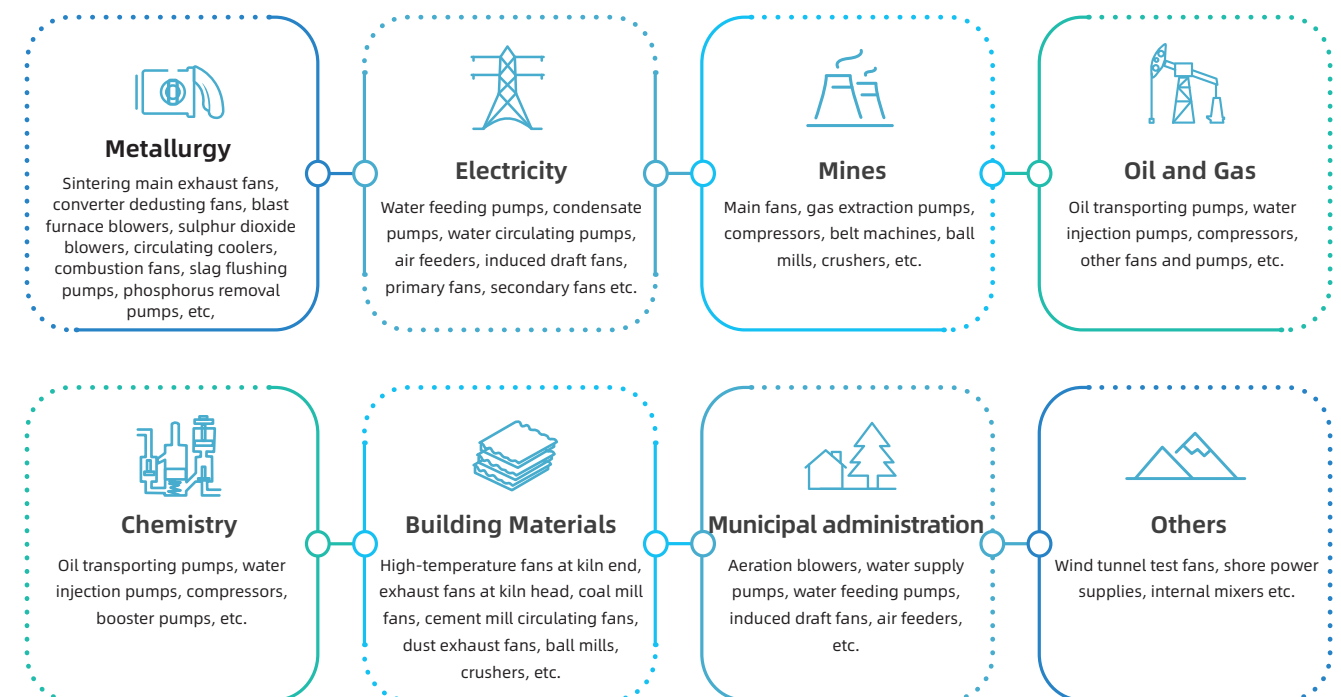 Metallurgy
Sintering main exhaust fans,
converter dedusting fans, blast
furnace blowers, sulphur dioxide
blowers, circulating coolers,
combustion fans, slag flushing
pumps, phosphorus removal
pumps, etc,
Electricity
Water feeding pumps, condensate
pumps, water circulating pumps,
air feeders, induced draft fans,
primary fans, secondary fans etc.
Mines
Main fans, gas extraction pumps,
compressors, belt machines, ball
mills, crushers, etc.
Oil and Gas
Oil transporting pumps, water
injection pumps, compressors,
other fans and pumps, etc.
Chemistry
Oil transporting pumps, water
injection pumps, compressors,
booster pumps, etc.
Building Materials
High-temperature fans at kiln end,
exhaust fans at kiln head, coal mill
fans, cement mill circulating fans,
dust exhaust fans, ball mills,
crushers, etc.
Municipal administration
Aeration blowers, water supply
pumps, water feeding pumps,
induced draft fans, air feeders,
etc.
Others
Wind tunnel test fans, shore power
supplies, internal mixers etc.